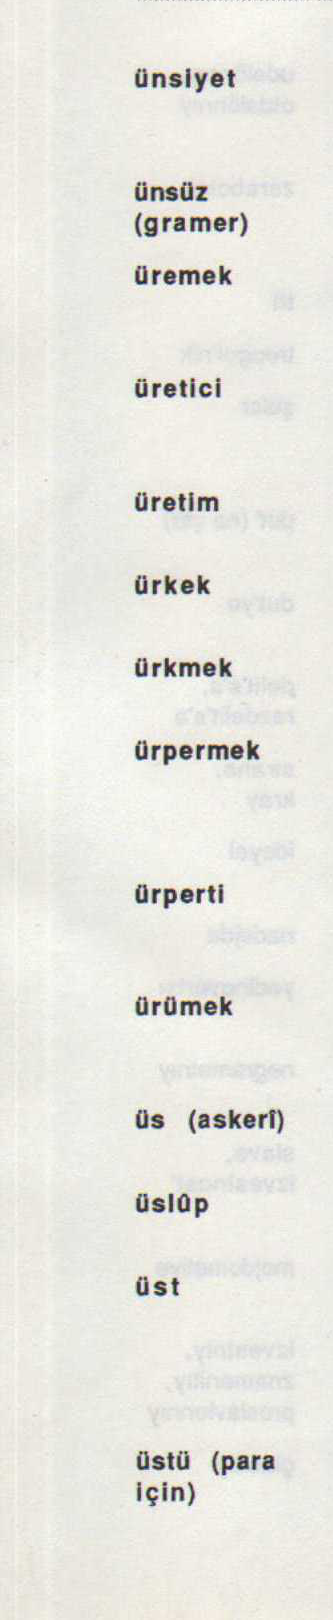 ünsiyet
ünsüz
(gramer)
üremek
üretici
üretim
ürkek
ürkmek
ürpermek
ürperti
ürümek
üs (askerî)
üslûp
üst
üstü (para
için)